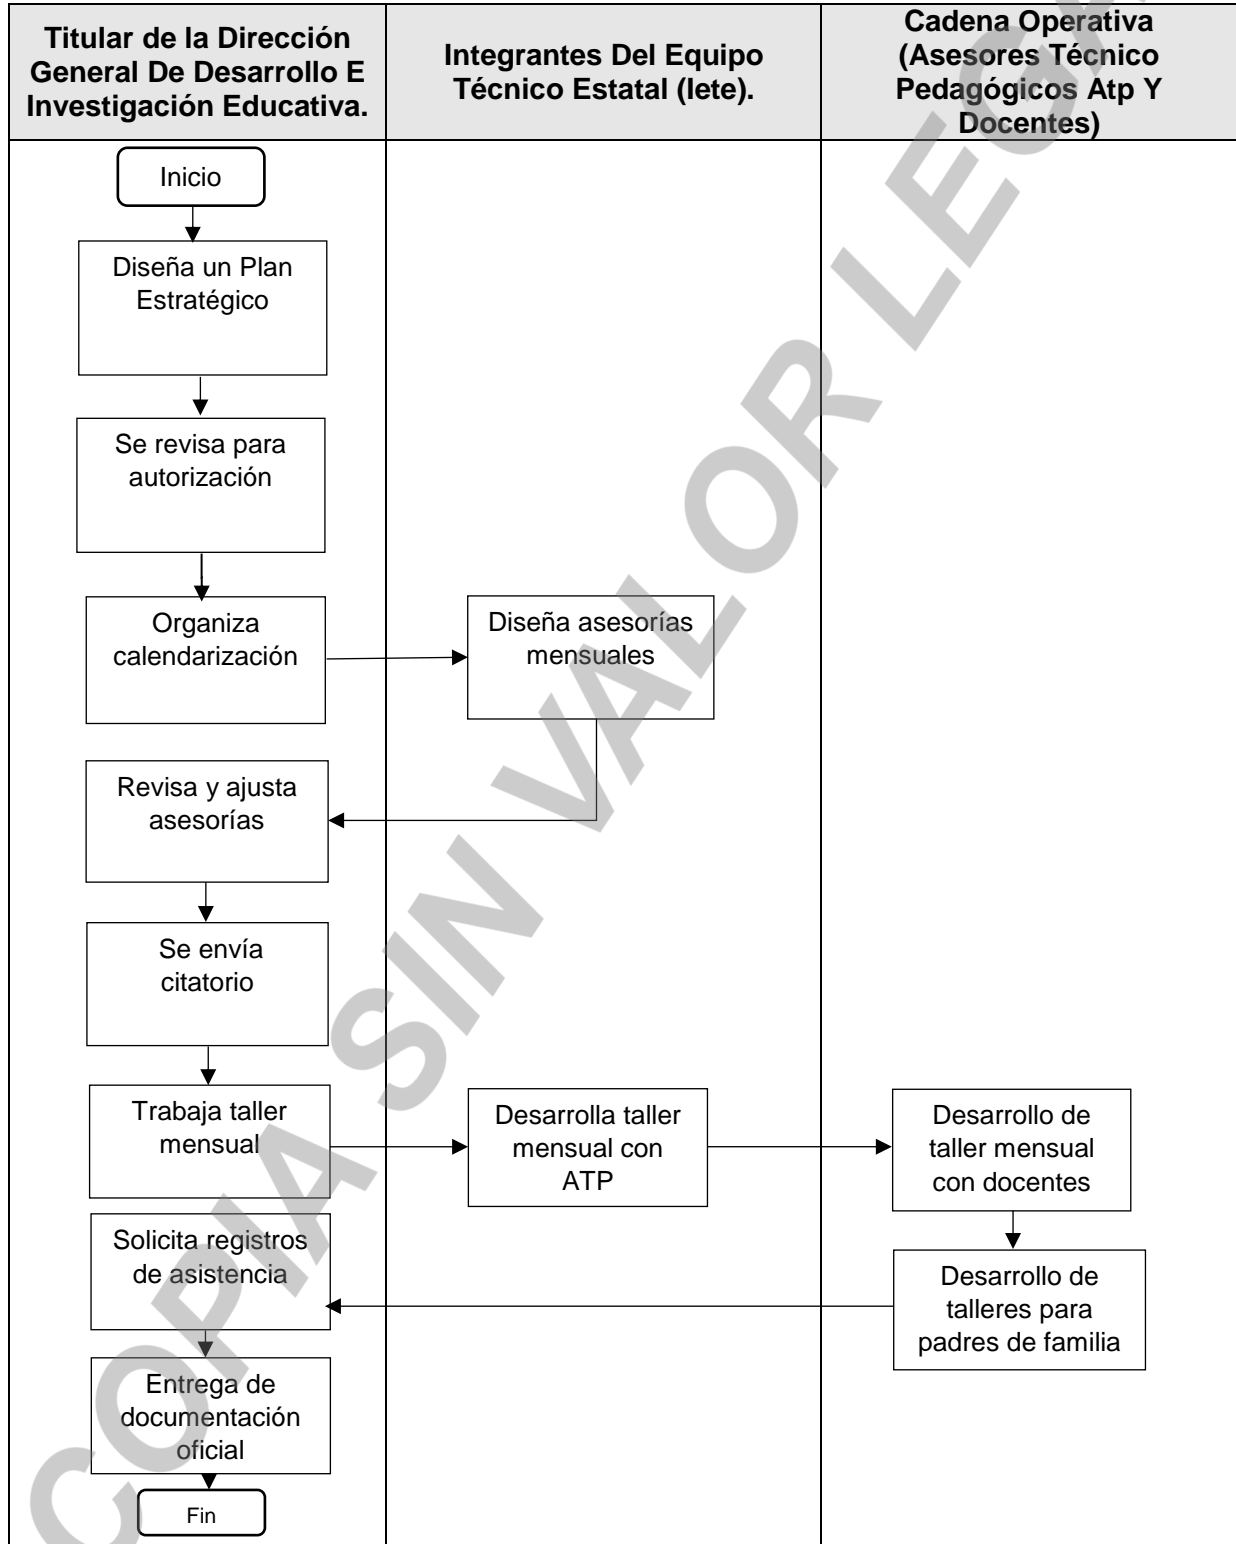 Titular de la Dirección
General De Desarrollo E
Investigación Educativa.
Integrantes Del Equipo
Técnico Estatal (Iete).
Cadena Operativa
(Asesores Técnico
Pedagógicos Atp Y
Docentes)
Inicio
Diseña un Plan
Estratégico
Se revisa para
autorización
Organiza
calendarización
Diseña asesorías
mensuales
Revisa y ajusta
asesorías
Se envía
citatorio
Trabaja taller
mensual
Desarrolla taller
mensual con
ATP
Desarrollo de
taller mensual
con docentes
Desarrollo de
talleres para
padres de familia
Solicita registros
de asistencia
Entrega de
documentación
oficial
Fin
COPIA SIN VALOR LEGA